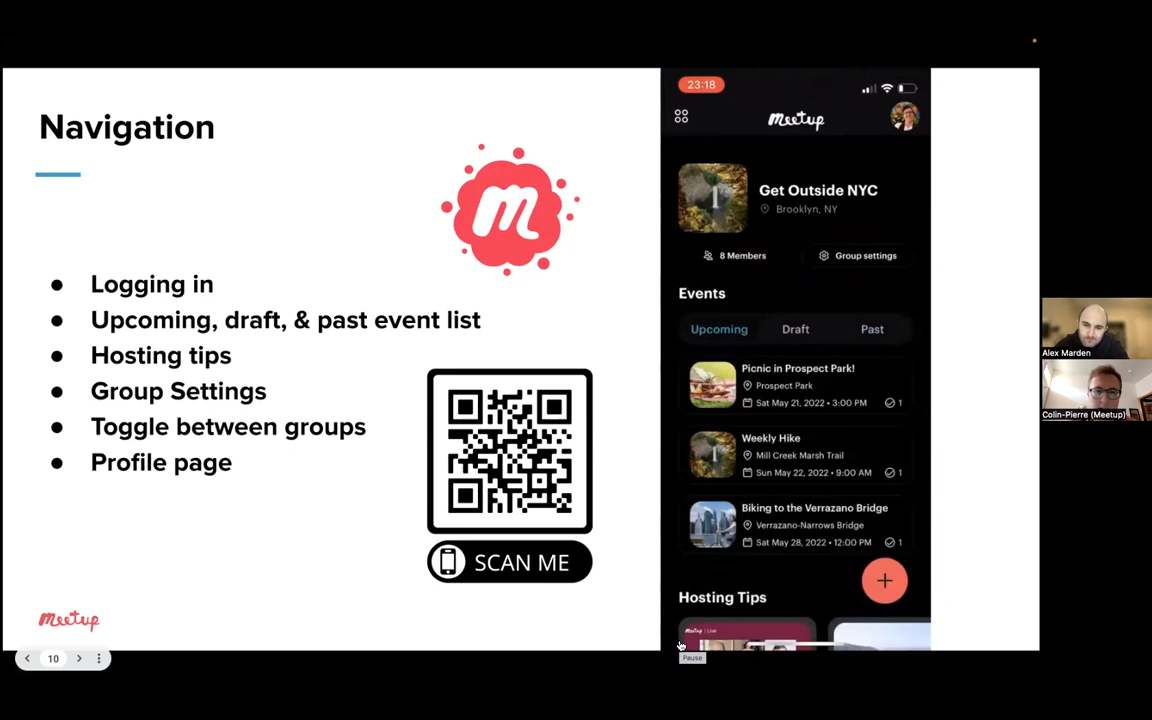 Navigation
m
Logging in
Upcoming, draft, & past event list
Hosting tips
Group Settings
Toggle between groups
Profile page
SCAN ME
meetup
10
23:18
meetup
Get Outside NYC
Brooklyn, NY
8 Members
Group settings
Events
Upcoming Draft Past
Picnic in Prospect Park!
Prospect Park
Sat May 21, 2022 • 3:00 PM 1
Weekly Hike
Mill Creek Marsh Trail
Sun May 22, 2022 • 9:00 AM 1
Biking to the Verrazano Bridge
Verrazano-Narrows Bridge
Sat May 28, 2022 • 12:00 PM 1
+
Hosting Tips
meetup | Live
Pause
Alex Marden
Colin-Pierre (Meetup)